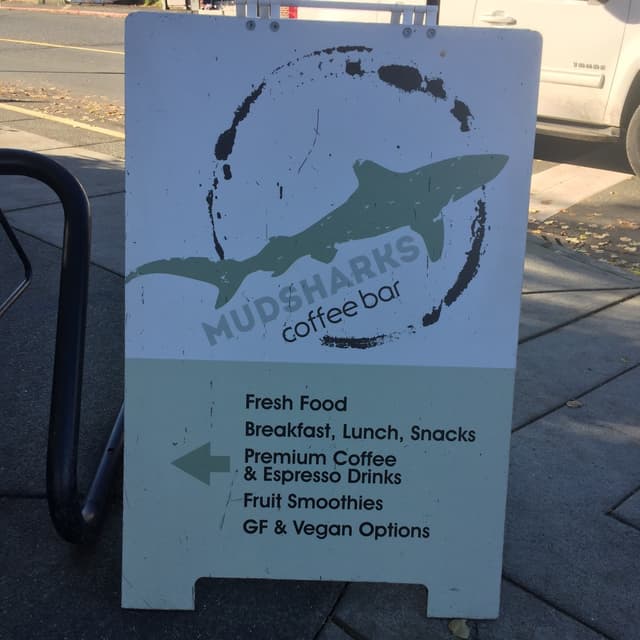 MUDSHARKS
coffee bar
Fresh Food
Breakfast, Lunch, Snacks
Premium Coffee
& Espresso Drinks
Fruit Smoothies
GF & Vegan Options